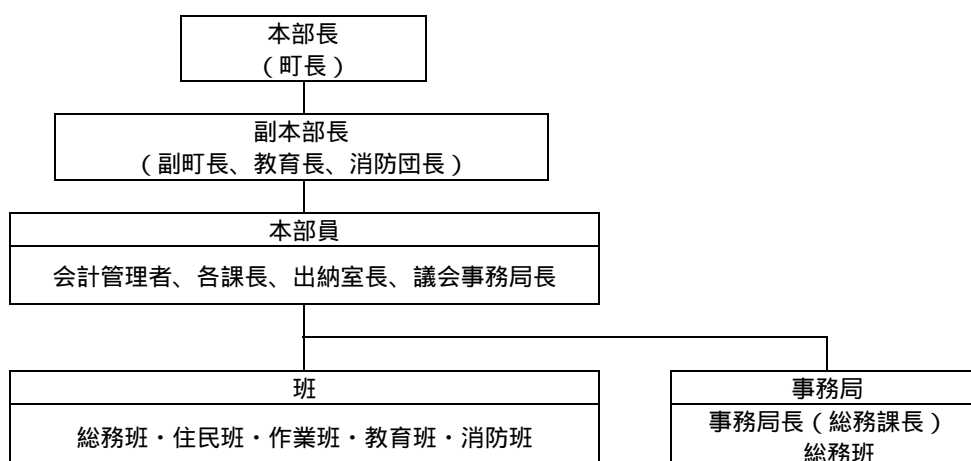 本部長
(町長)
副本部長
(副町長、教育長、消防団長)
本部員
会計管理者、各課長、出納室長、議会事務局長
班
総務班・住民班・作業班・教育班・消防班
事務局
事務局長(総務課長)
総務班